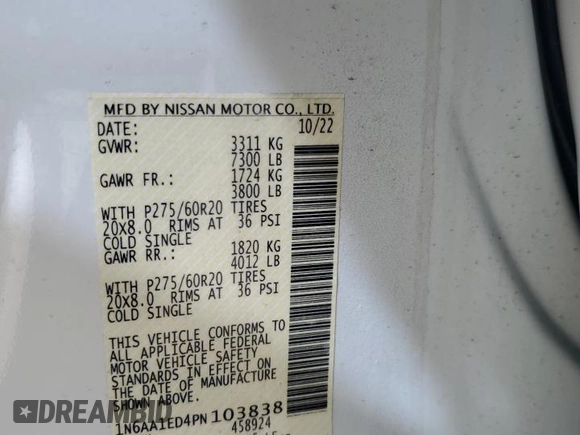 MFD BY NISSAN MOTOR CO., LTD.
DATE: 10/22
GVWR: 3311 KG
7300 LB
GAWR FR.: 1724 KG
3800 LB
WITH P275/60R20 TIRES
20x8.0 RIMS AT 36 PSI
COLD SINGLE
GAWR RR.: 1820 KG
4012 LB
WITH P275/60R20 TIRES
20x8.0 RIMS AT 36 PSI
COLD SINGLE
THIS VEHICLE CONFORMS TO
ALL APPLICABLE FEDERAL
MOTOR VEHICLE SAFETY
STANDARDS IN EFFECT ON
THE DATE OF MANUFACTURE
SHOWN ABOVE.
1N6AA1ED4PN103838
458924
DREAMBID